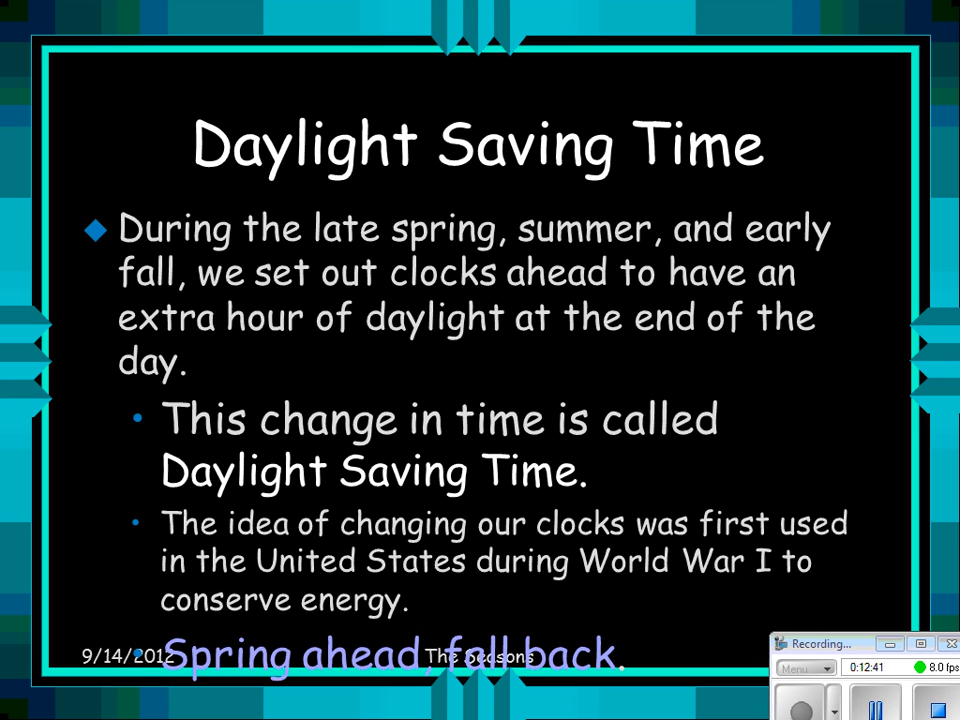 Daylight Saving Time
During the late spring, summer, and early
fall, we set out clocks ahead to have an
extra hour of daylight at the end of the
day.
This change in time is called
Daylight Saving Time.
The idea of changing our clocks was first used
in the United States during World War I to
conserve energy.
Spring ahead, fall back.
9/14/2012
The Seasons
Recording...
Menu
0:12:41
8.0 fps